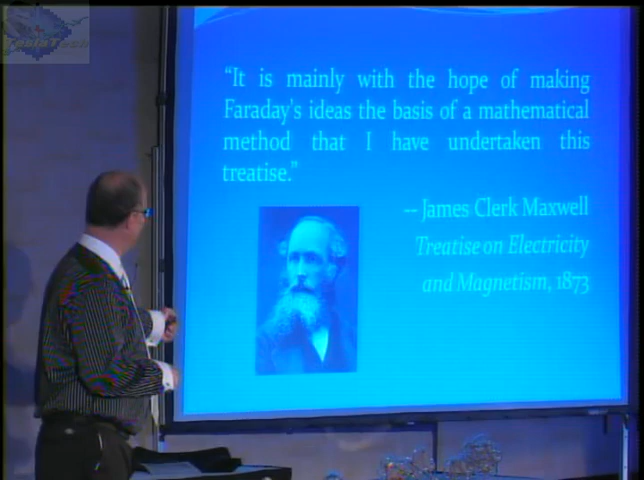 TeslaTech
“It is mainly with the hope of making
Faraday's ideas the basis of a mathematical
method that I have undertaken this
treatise.”
-- James Clerk Maxwell
Treatise on Electricity
and Magnetism, 1873